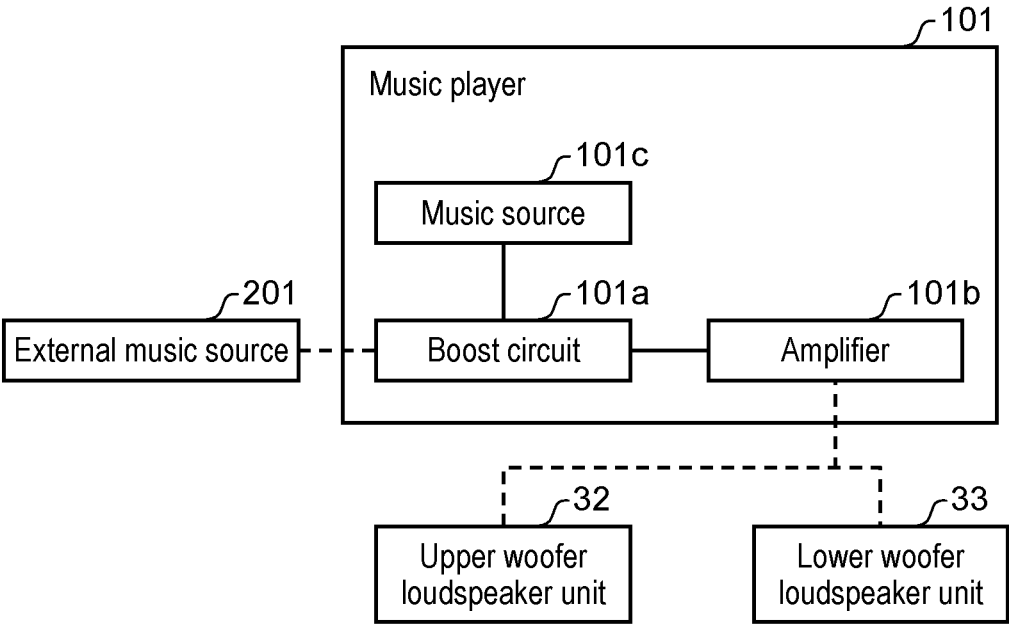 101
Music player
101c
Music source
201
101a
101b
External music source
Boost circuit
Amplifier
32
33
Upper woofer
loudspeaker unit
Lower woofer
loudspeaker unit